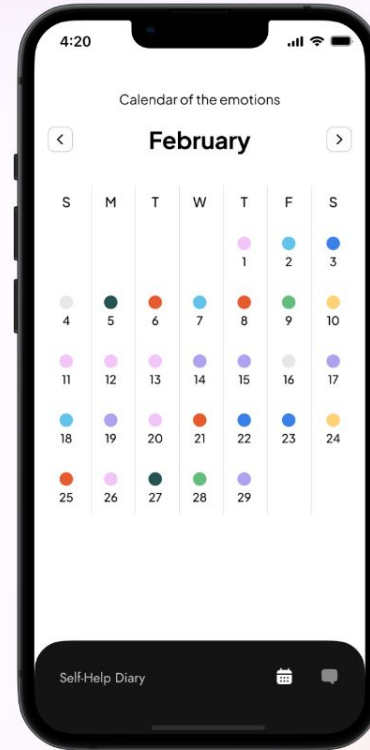 4:20
Calendar of the emotions
February
S M T W T F S
1 2 3
4 5 6 7 8 9 10
11 12 13 14 15 16 17
18 19 20 21 22 23 24
25 26 27 28 29
Self-Help Diary